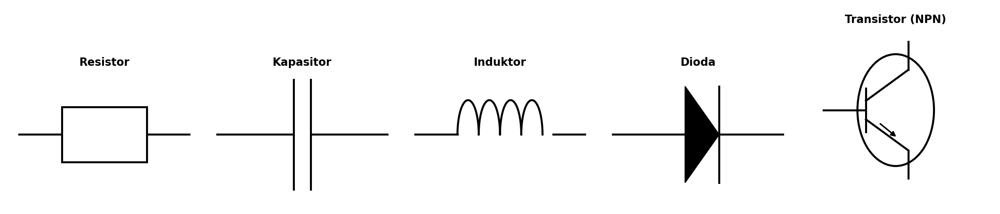 Resistor
Kapasitor
Induktor
Dioda
Transistor (NPN)